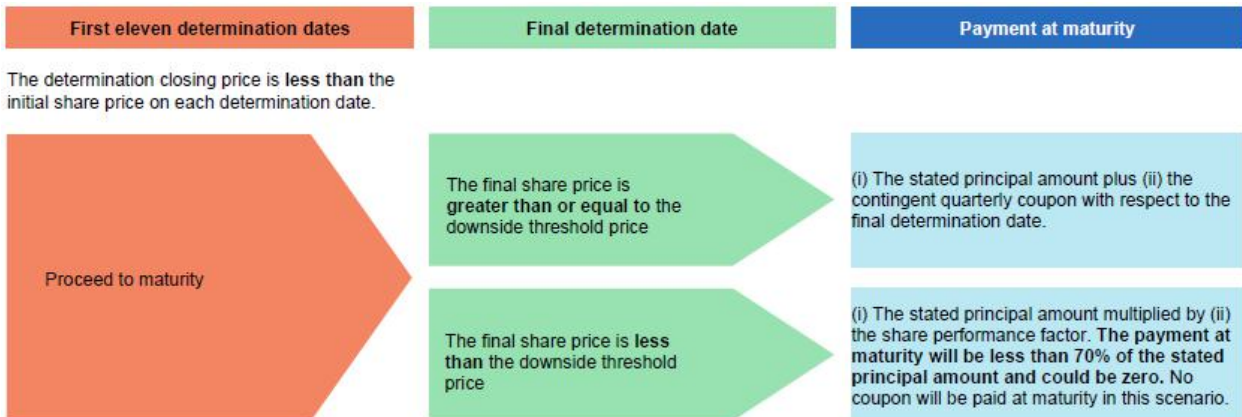 First eleven determination dates
Final determination date
Payment at maturity
The determination closing price is less than the
initial share price on each determination date.
Proceed to maturity
The final share price is
greater than or equal to the
downside threshold price
(i) The stated principal amount plus (ii) the
contingent quarterly coupon with respect to the
final determination date.
The final share price is less
than the downside threshold
price
(i) The stated principal amount multiplied by (ii)
the share performance factor. The payment at
maturity will be less than 70% of the stated
principal amount and could be zero. No
coupon will be paid at maturity in this scenario.